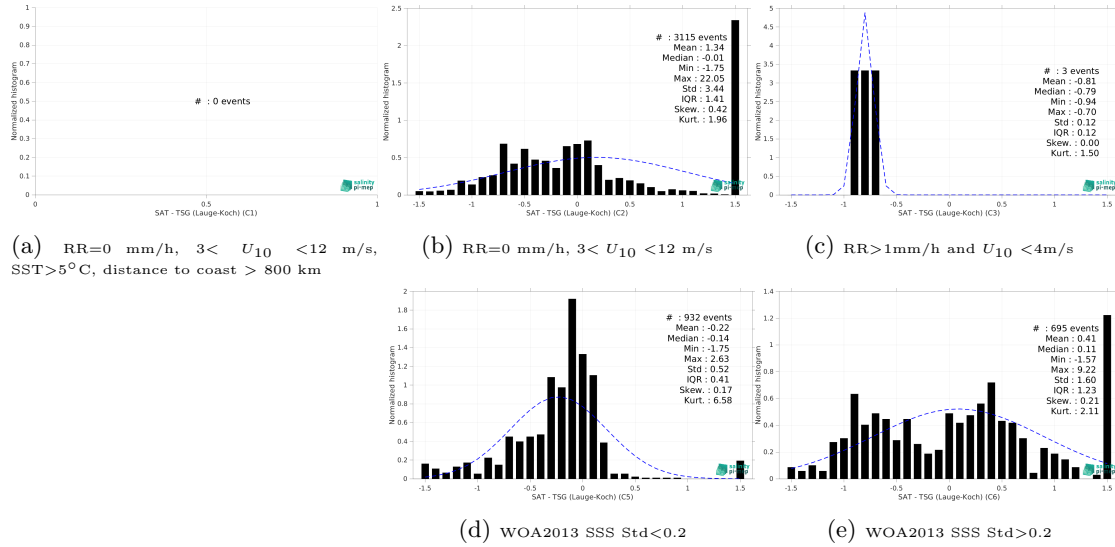 1
0.9
0.8
0.7
0.6
0.5
0.4
0.3
0.2
0.1
0
Normalized histogram
# : 0 events
salinity
pi-mep
0 0.5 1
SAT - TSG (Lauge-Koch) (C1)
(a) RR=0 mm/h, 3< U10 <12 m/s,
SST>5°C, distance to coast > 800 km
2.5
2
1.5
1
0.5
0
Normalized histogram
# : 3115 events
Mean : 1.34
Median : -0.01
Min : -1.75
Max : 22.05
Std : 3.44
IQR : 1.41
Skew. : 0.42
Kurt. : 1.96
salinity
pi-mep
-1.5 -1 -0.5 0 0.5 1 1.5
SAT - TSG (Lauge-Koch) (C2)
(b) RR=0 mm/h, 3< U10 <12 m/s
5
4.5
4
3.5
3
2.5
2
1.5
1
0.5
0
Normalized histogram
# : 3 events
Mean : -0.81
Median : -0.79
Min : -0.94
Max : -0.70
Std : 0.12
IQR : 0.12
Skew. : 0.00
Kurt. : 1.50
salinity
pi-mep
-1.5 -1 -0.5 0 0.5 1 1.5
SAT - TSG (Lauge-Koch) (C3)
(c) RR>1mm/h and U10 <4m/s
2
1.8
1.6
1.4
1.2
1
0.8
0.6
0.4
0.2
0
Normalized histogram
# : 932 events
Mean : -0.22
Median : -0.14
Min : -1.75
Max : 2.63
Std : 0.52
IQR : 0.41
Skew. : 0.17
Kurt. : 6.58
salinity
pi-mep
-1.5 -1 -0.5 0 0.5 1 1.5
SAT - TSG (Lauge-Koch) (C5)
(d) WOA2013 SSS Std<0.2
1.4
1.2
1
0.8
0.6
0.4
0.2
0
Normalized histogram
# : 695 events
Mean : 0.41
Median : 0.11
Min : -1.57
Max : 9.22
Std : 1.60
IQR : 1.23
Skew. : 0.21
Kurt. : 2.11
salinity
pi-mep
-1.5 -1 -0.5 0 0.5 1 1.5
SAT - TSG (Lauge-Koch) (C6)
(e) WOA2013 SSS Std>0.2